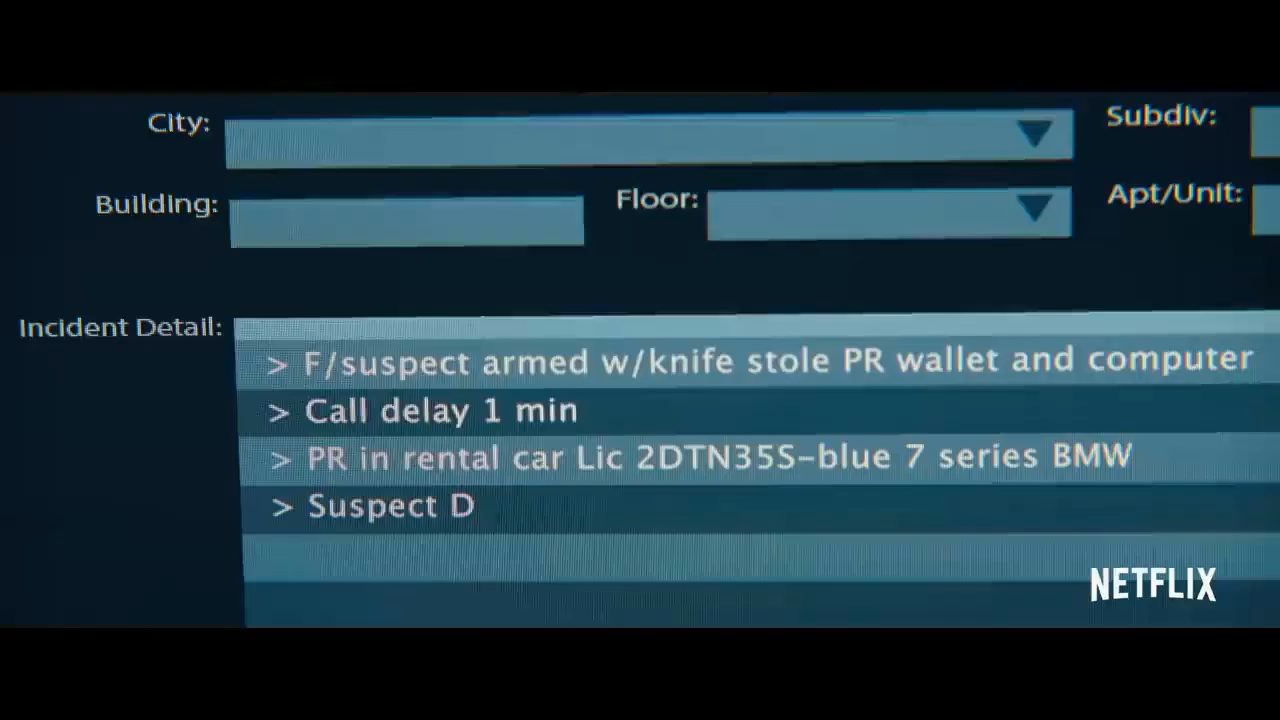 City:
Subdiv:
Building:
Floor:
Apt/Unit:
Incident Detail:
> F/suspect armed w/knife stole PR wallet and computer
> Call delay 1 min
> PR in rental car Lic 2DTN35S-blue 7 series BMW
> Suspect D
NETFLIX